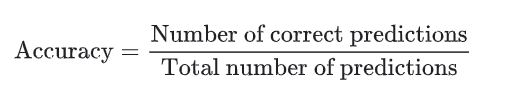 Accuracy = Number of correct predictions
Total number of predictions